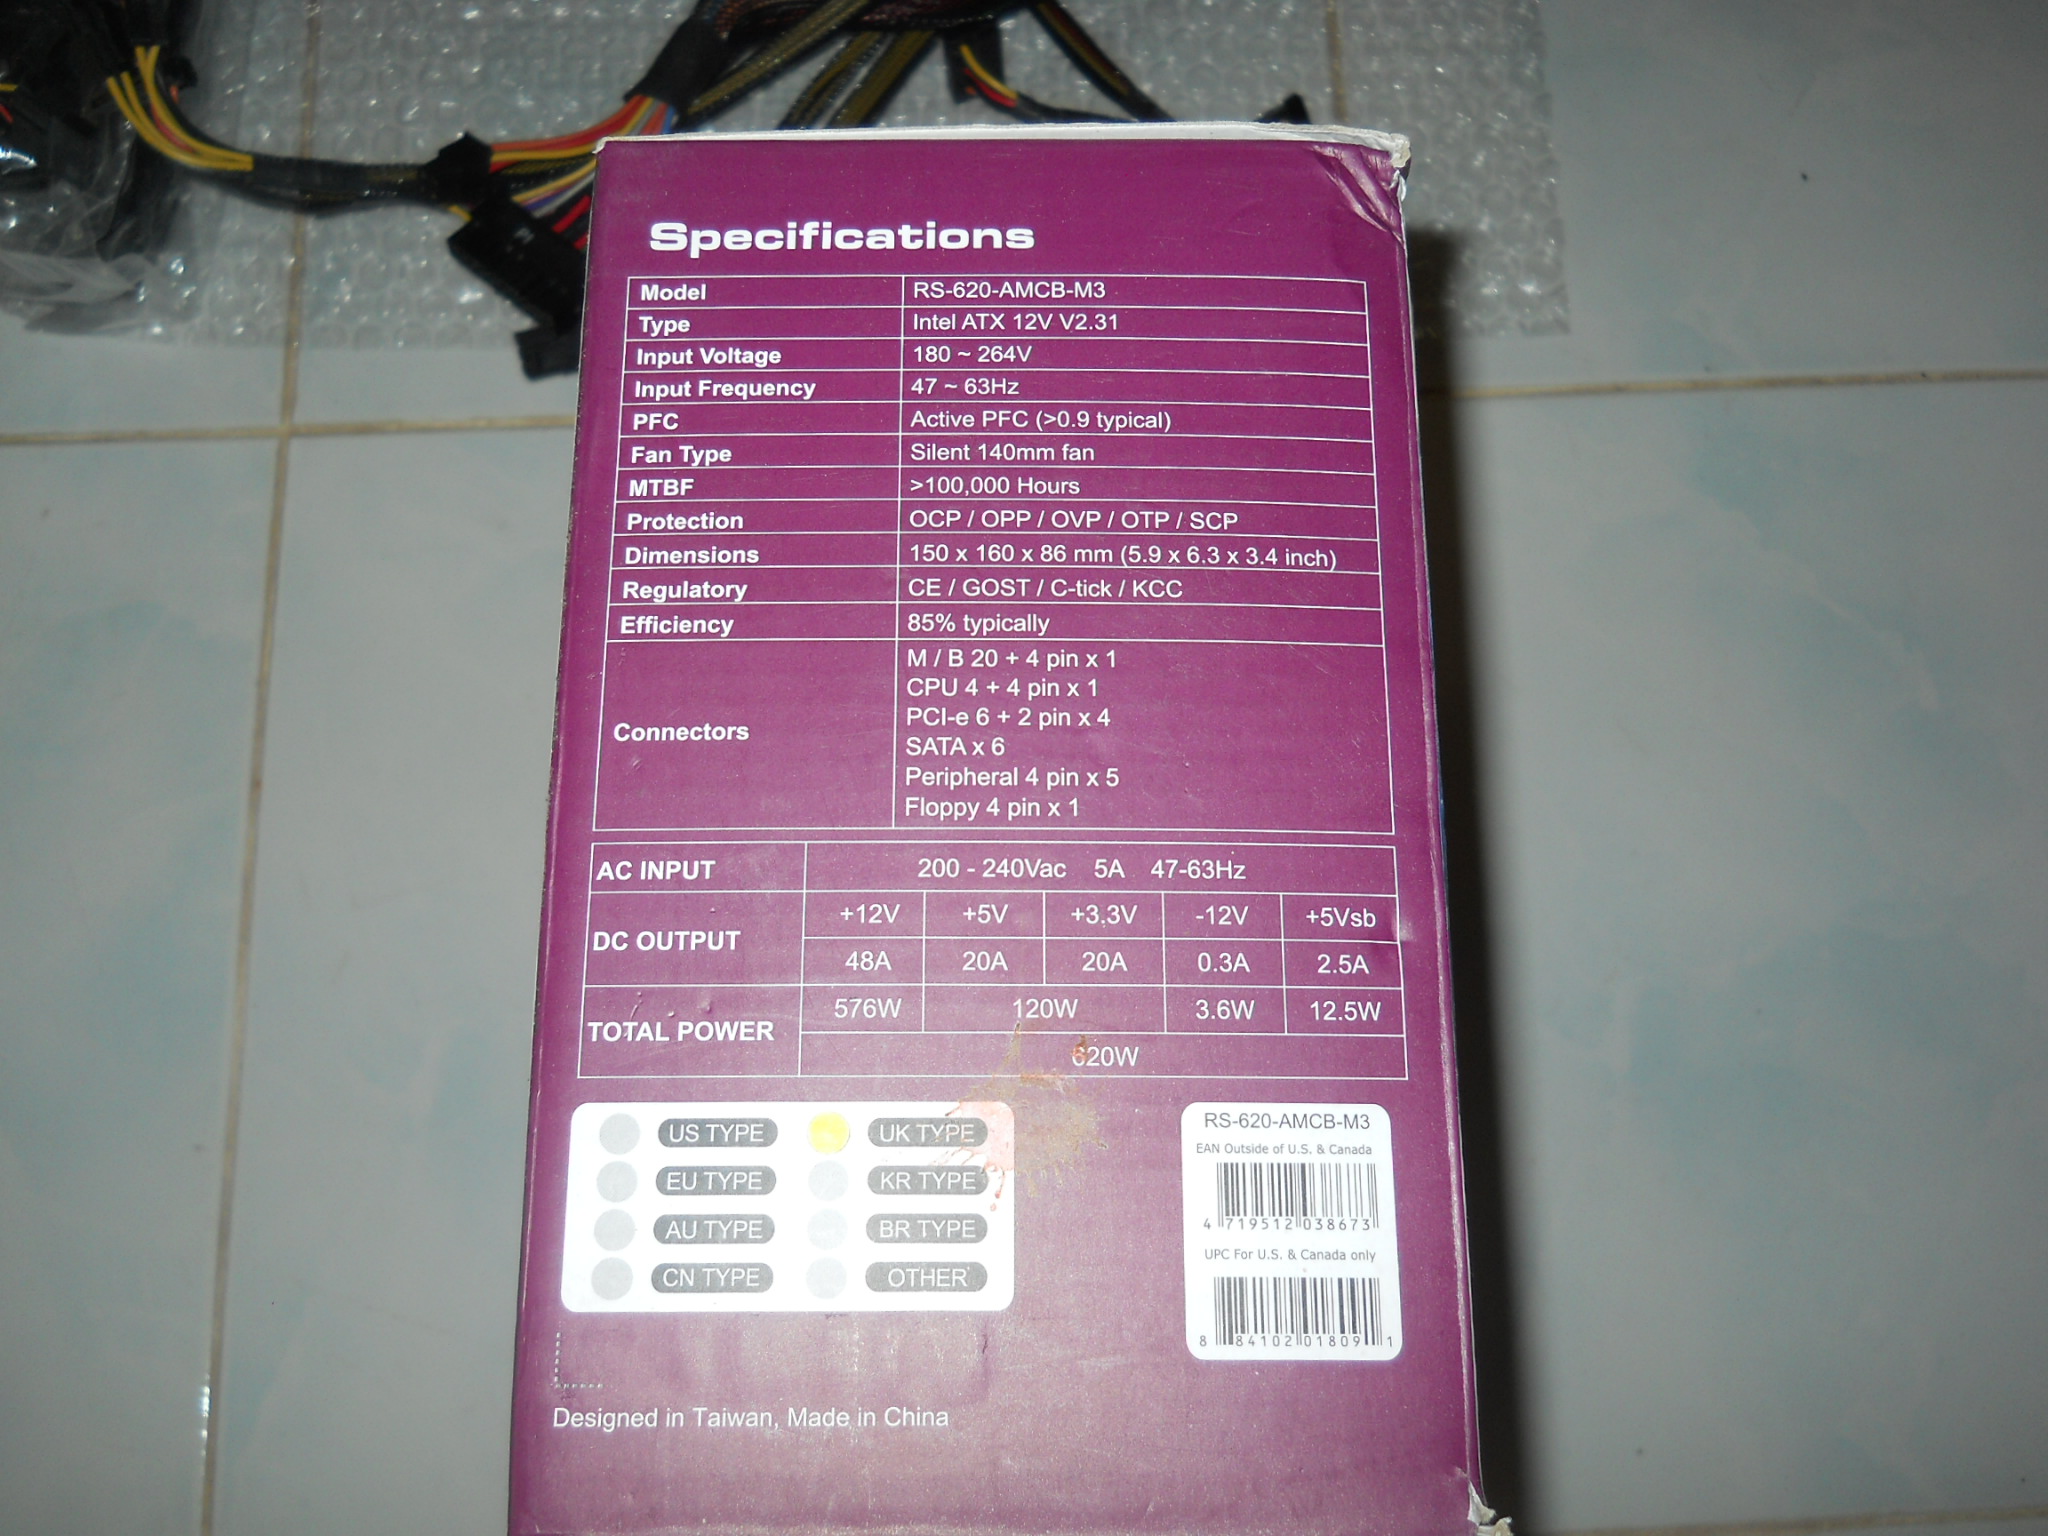 Specifications
Model RS-620-AMCB-M3
Type Intel ATX 12V V2.31
Input Voltage 180 ~ 264V
Input Frequency 47 ~ 63Hz
PFC Active PFC (>0.9 typical)
Fan Type Silent 140mm fan
MTBF >100,000 Hours
Protection OCP / OPP / OVP / OTP / SCP
Dimensions 150 x 160 x 86 mm (5.9 x 6.3 x 3.4 inch)
Regulatory CE / GOST / C-tick / KCC
Efficiency 85% typically
Connectors
M / B 20 + 4 pin x 1
CPU 4 + 4 pin x 1
PCI-e 6 + 2 pin x 4
SATA x 6
Peripheral 4 pin x 5
Floppy 4 pin x 1
AC INPUT 200 - 240Vac 5A 47-63Hz
DC OUTPUT
+12V +5V +3.3V -12V +5Vsb
48A 20A 20A 0.3A 2.5A
TOTAL POWER
576W 120W 3.6W 12.5W
620W
US TYPE UK TYPE
EU TYPE KR TYPE
AU TYPE BR TYPE
CN TYPE OTHER
RS-620-AMCB-M3
EAN Outside of U.S. & Canada
4 719512 038673
UPC For U.S. & Canada only
8 84102 01809 1
Designed in Taiwan, Made in China